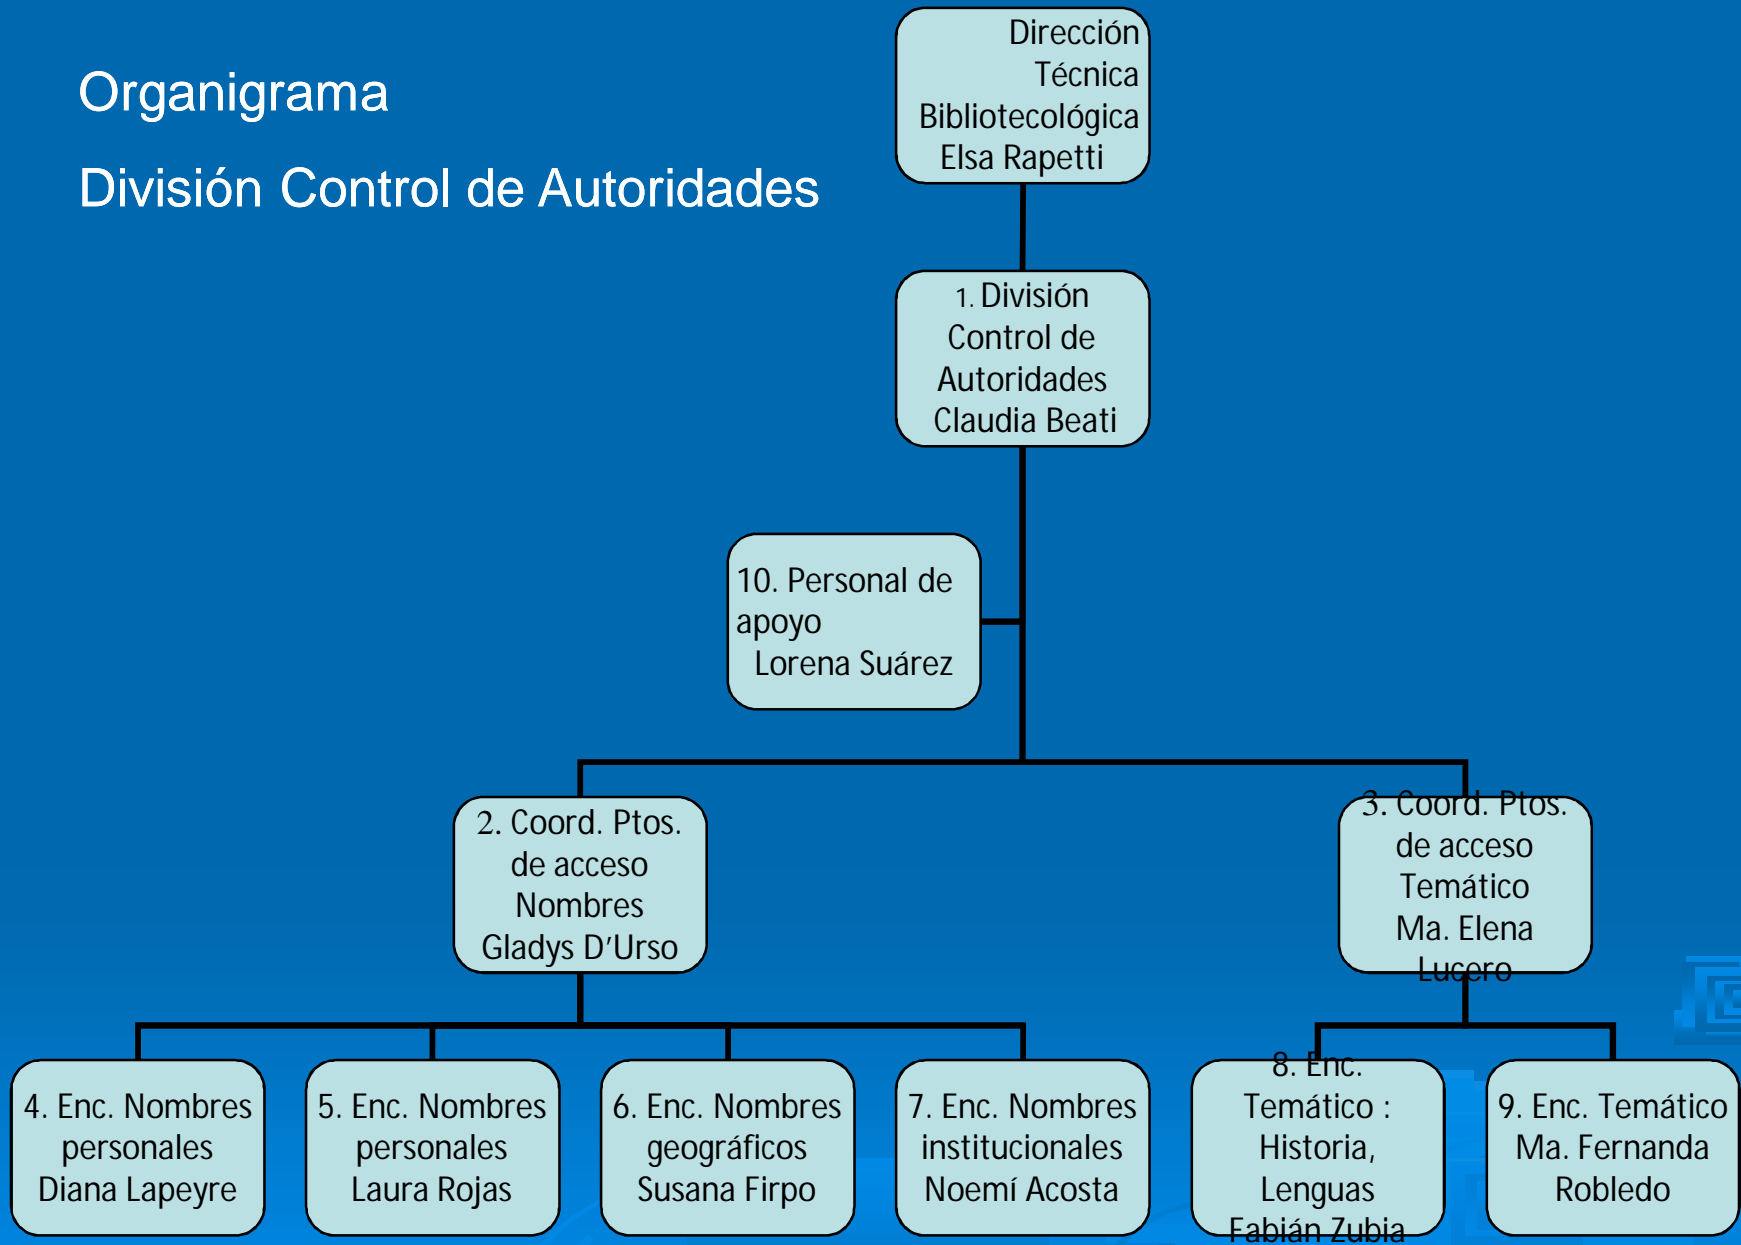 Organigrama
División Control de Autoridades
Dirección
Técnica
Bibliotecológica
Elsa Rapetti
1. División
Control de
Autoridades
Claudia Beati
10. Personal de
apoyo
Lorena Suárez
2. Coord. Ptos.
de acceso
Nombres
Gladys D’Urso
3. Coord. Ptos.
de acceso
Temático
Ma. Elena
Lucero
4. Enc. Nombres
personales
Diana Lapeyre
5. Enc. Nombres
personales
Laura Rojas
6. Enc. Nombres
geográficos
Susana Firpo
7. Enc. Nombres
institucionales
Noemí Acosta
8. Enc.
Temático :
Historia,
Lenguas
Fabián Zubia
9. Enc. Temático
Ma. Fernanda
Robledo